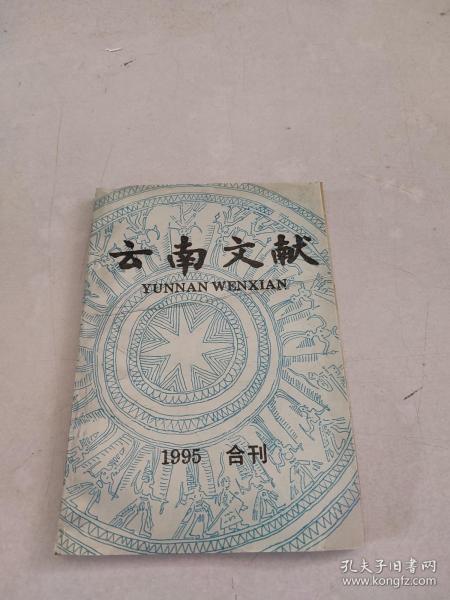 云南文献
YUNNAN WENXIAN
1995 合刊
孔夫子旧书网
www.kongfz.com